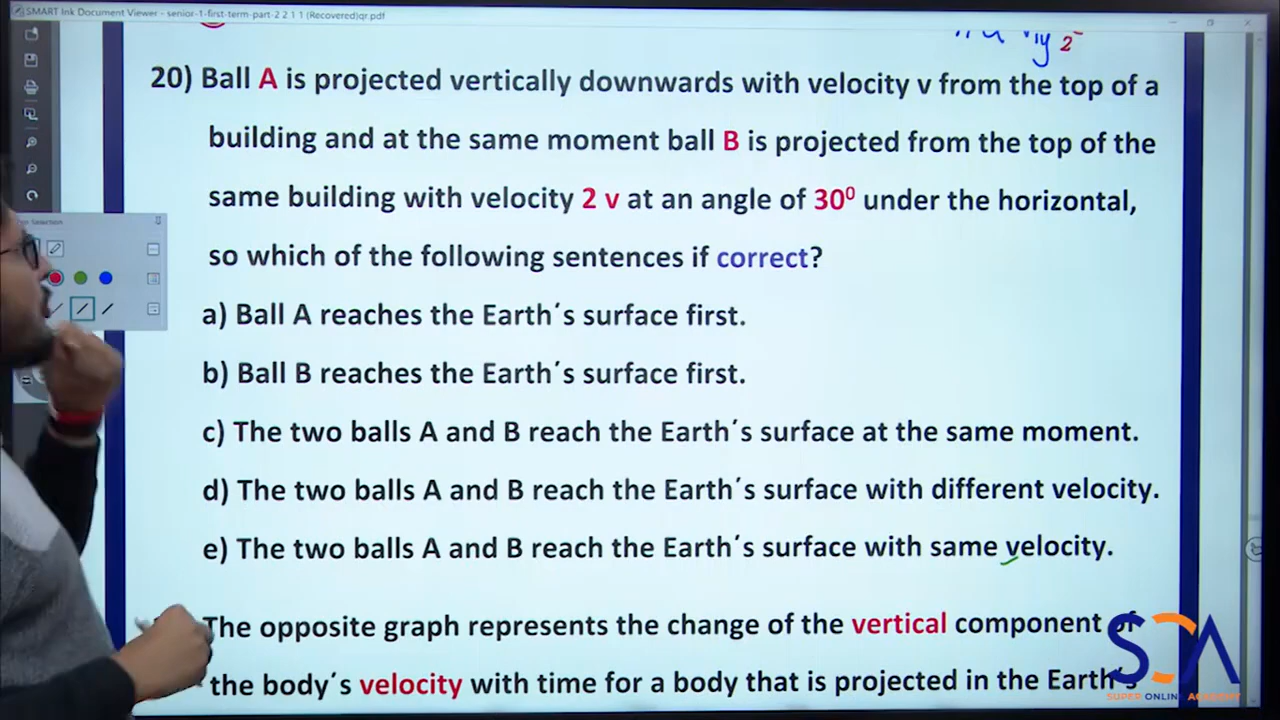 SMART Ink Document Viewer - senior-1-first-term-part-2 2 1 1 (Recovered)qr.pdf
20) Ball A is projected vertically downwards with velocity v from the top of a
building and at the same moment ball B is projected from the top of the
same building with velocity 2 v at an angle of 30⁰ under the horizontal,
so which of the following sentences if correct?
a) Ball A reaches the Earth´s surface first.
b) Ball B reaches the Earth´s surface first.
c) The two balls A and B reach the Earth´s surface at the same moment.
d) The two balls A and B reach the Earth´s surface with different velocity.
e) The two balls A and B reach the Earth´s surface with same velocity.
The opposite graph represents the change of the vertical component of
the body´s velocity with time for a body that is projected in the Earth´s
SOA
SUPER ONLINE ACADEMY